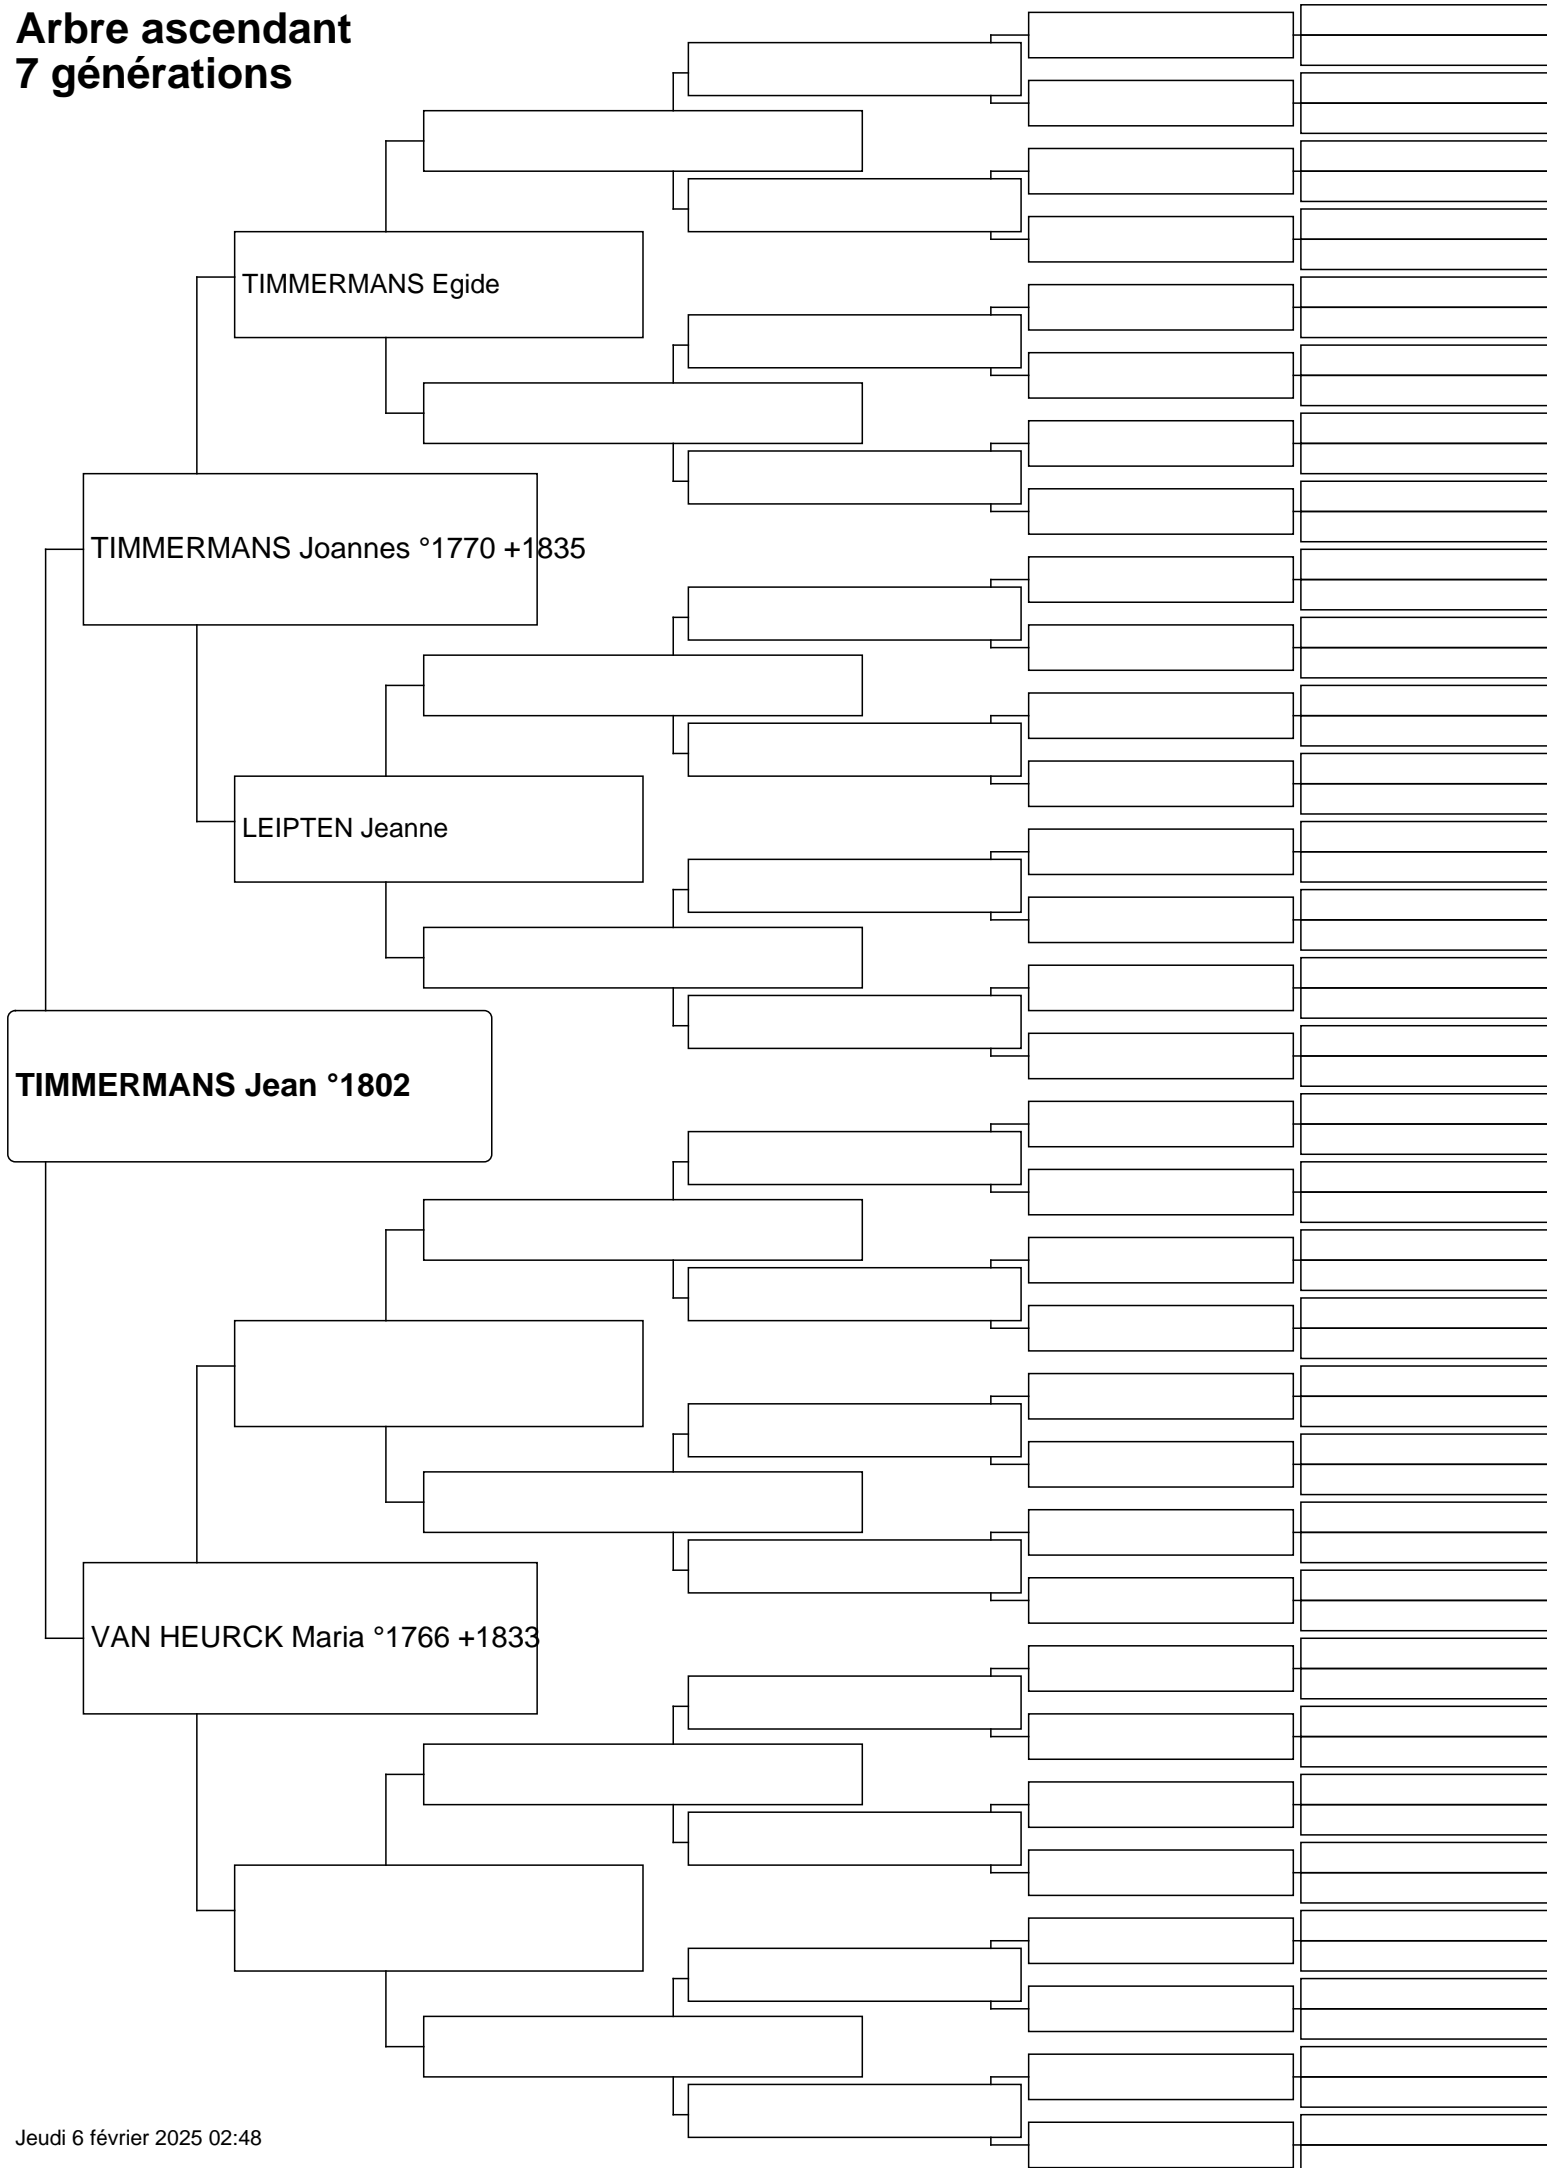 Arbre ascendant
7 générations
TIMMERMANS Egide
TIMMERMANS Joannes °1770 +1835
LEIPTEN Jeanne
TIMMERMANS Jean °1802
VAN HEURCK Maria °1766 +1833
Jeudi 6 février 2025 02:48